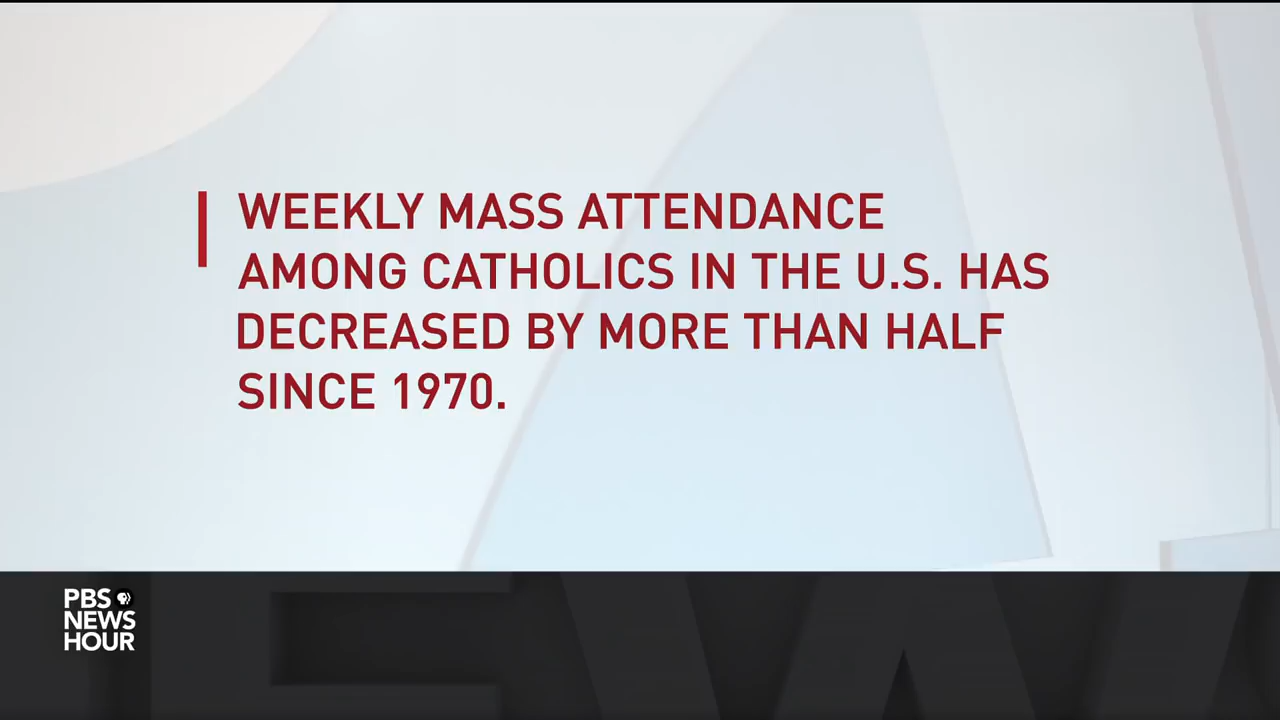 WEEKLY MASS ATTENDANCE
AMONG CATHOLICS IN THE U.S. HAS
DECREASED BY MORE THAN HALF
SINCE 1970.
PBS
NEWS
HOUR